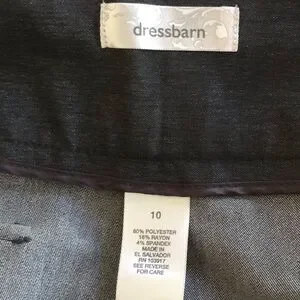 dressbarn
10
80% POLYESTER
16% RAYON
4% SPANDEX
MADE IN
EL SALVADOR
RN 103917
SEE REVERSE
FOR CARE